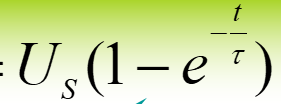 = U_S(1 − e^{−t/τ})